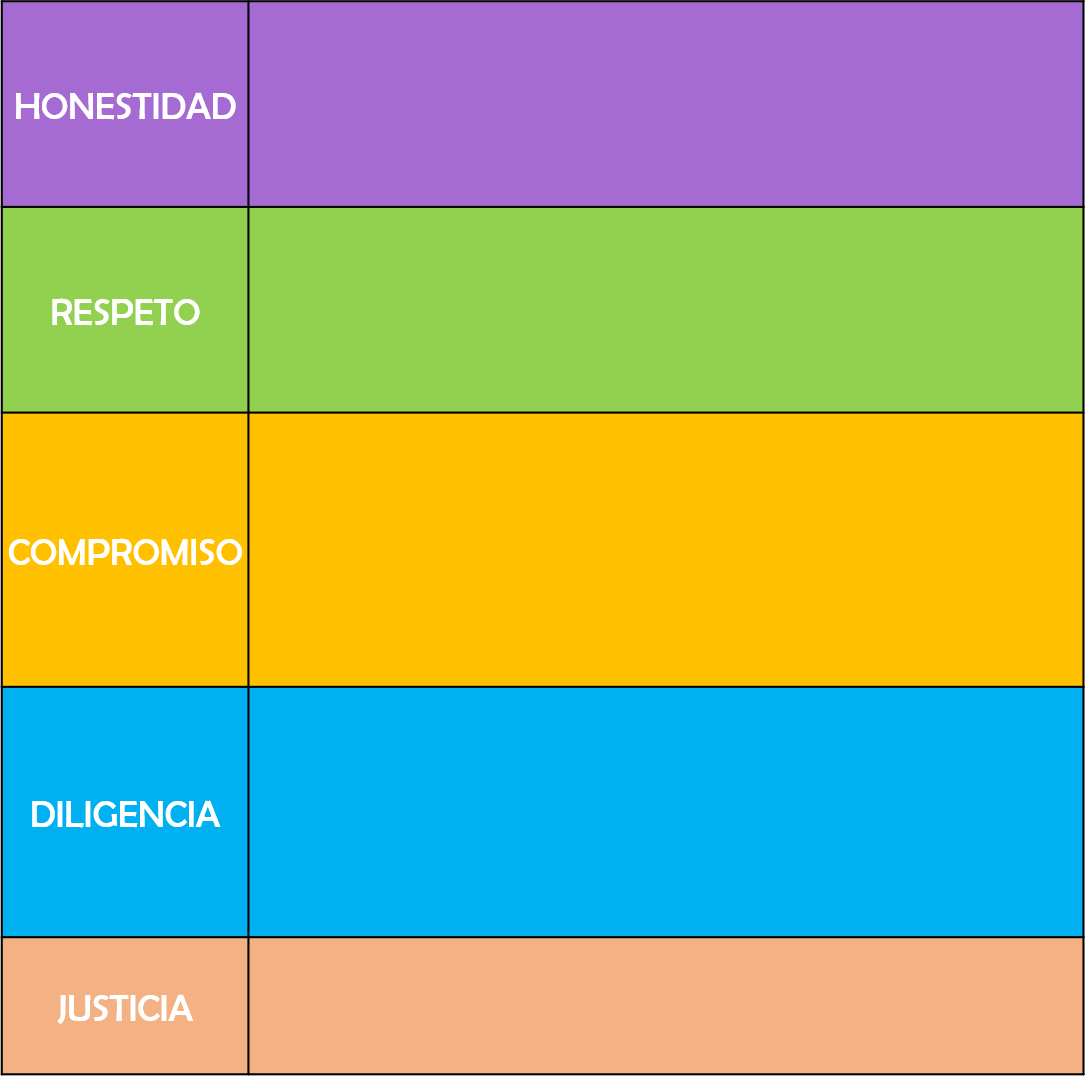 HONESTIDAD
RESPETO
COMPROMISO
DILIGENCIA
JUSTICIA